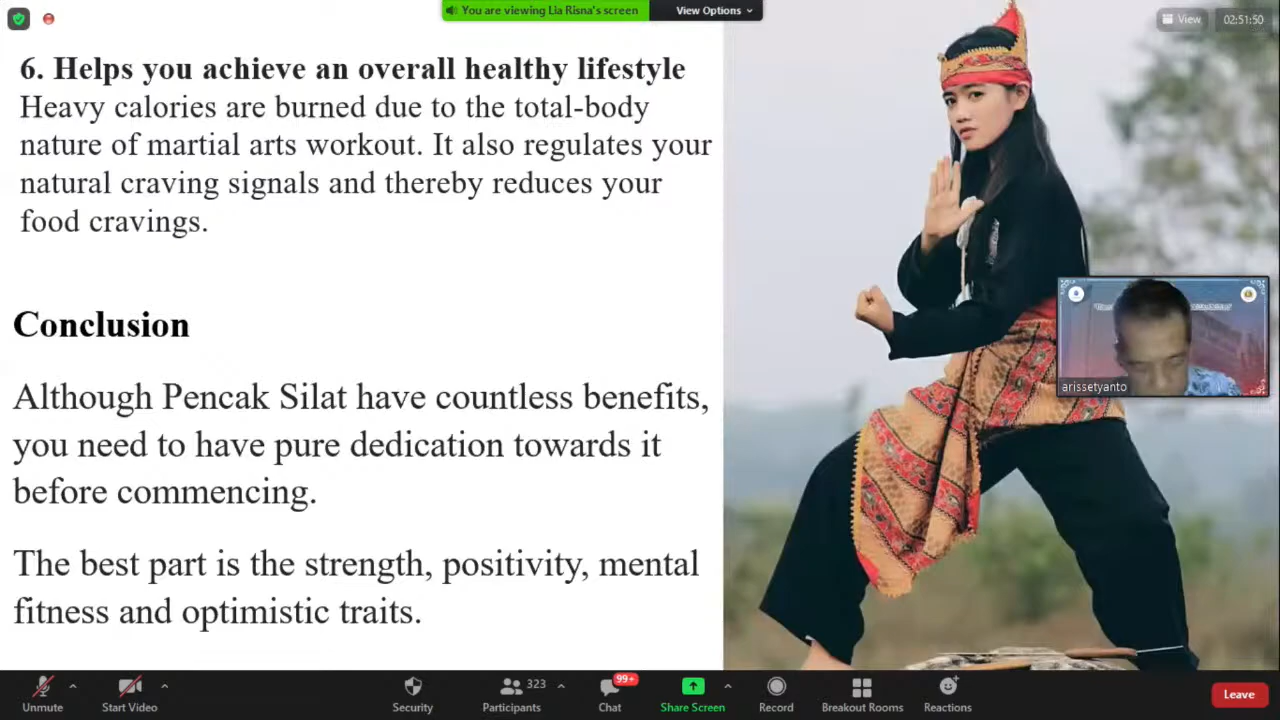 You are viewing Lia Risna's screen
View Options
View
02:51:50
6. Helps you achieve an overall healthy lifestyle
Heavy calories are burned due to the total-body
nature of martial arts workout. It also regulates your
natural craving signals and thereby reduces your
food cravings.
Conclusion
Although Pencak Silat have countless benefits,
you need to have pure dedication towards it
before commencing.
The best part is the strength, positivity, mental
fitness and optimistic traits.
arissetyanto
Unmute
Start Video
Security
323
Participants
99+
Chat
Share Screen
Record
Breakout Rooms
Reactions
Leave